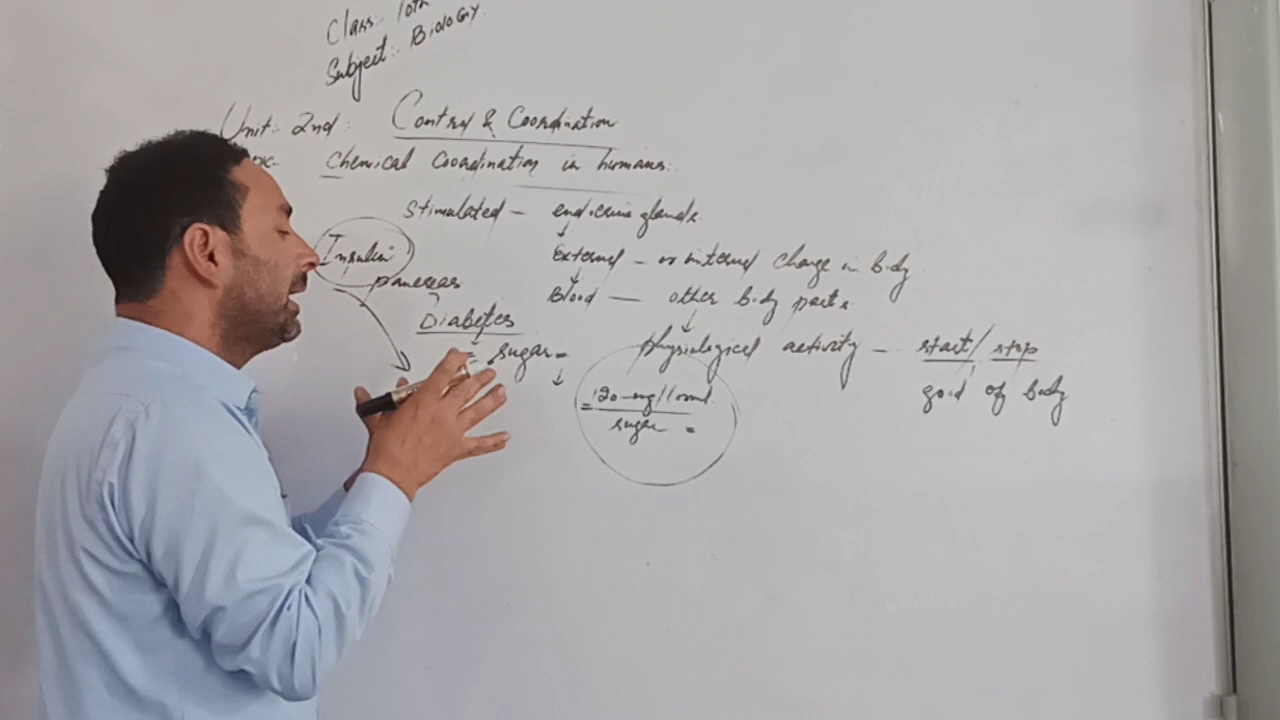 Class:- 10th
Subject:- Biology
Unit:- 2nd: Control & Coordination
Chemical Coordination in humans:
Stimulated - endocrine glands.
Insulin
External - or internal change in body
pancreas
Blood — other body parts
Diabetes
sugar =
physiological activity - start/stop
= 120 mg/100ml
good of body
sugar =